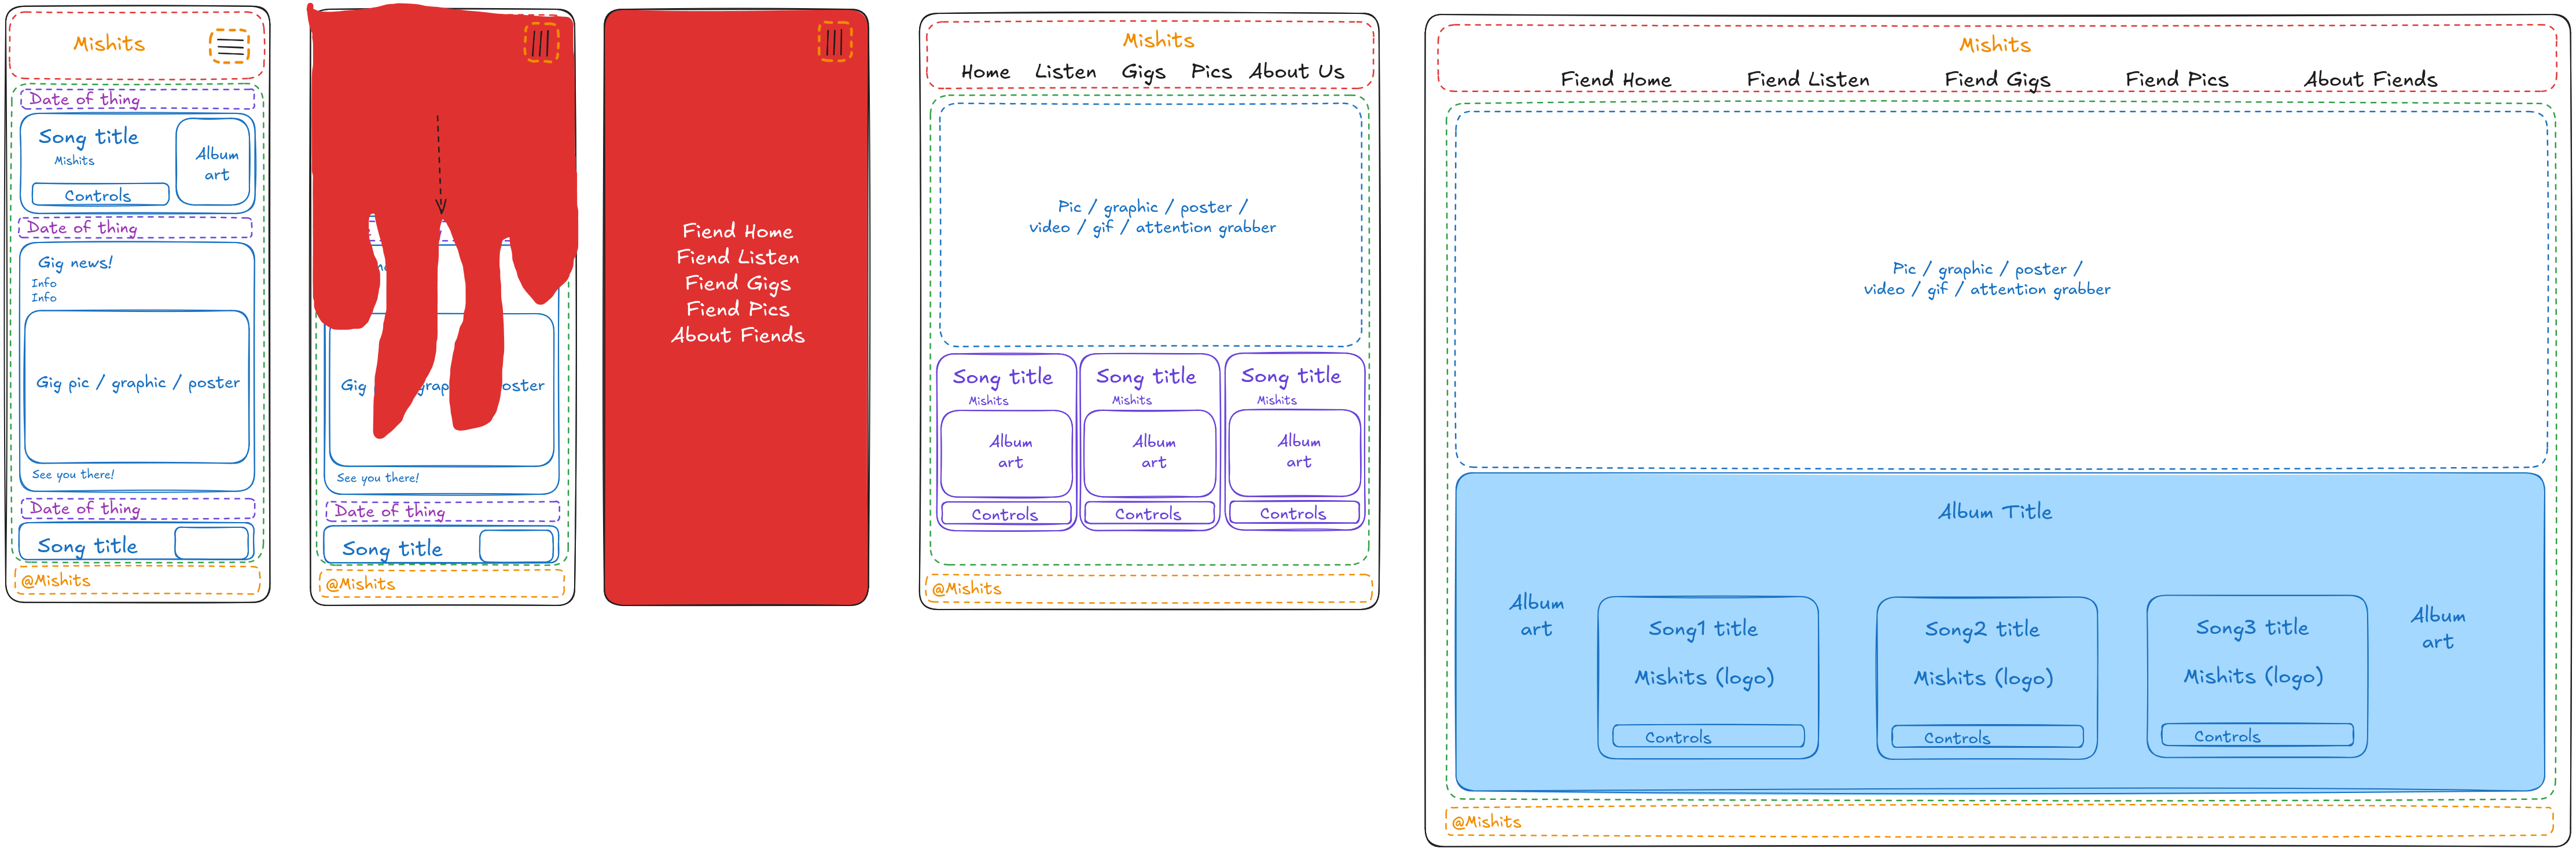 Mishits
Date of thing
Song title
Mishits
Album
art
Controls
Date of thing
Gig news!
Info
Info
Gig pic / graphic / poster
See you there!
Date of thing
Song title
@Mishits
Gig
oster
See you there!
Date of thing
Song title
@Mishits
Fiend Home
Fiend Listen
Fiend Gigs
Fiend Pics
About Fiends
Mishits
Home Listen Gigs Pics About Us
Pic / graphic / poster /
video / gif / attention grabber
Song title
Mishits
Album
art
Controls
Song title
Mishits
Album
art
Controls
Song title
Mishits
Album
art
Controls
@Mishits
Mishits
Fiend Home Fiend Listen Fiend Gigs Fiend Pics About Fiends
Pic / graphic / poster /
video / gif / attention grabber
Album Title
Album
art
Song1 title
Mishits (logo)
Controls
Song2 title
Mishits (logo)
Controls
Song3 title
Mishits (logo)
Controls
Album
art
@Mishits